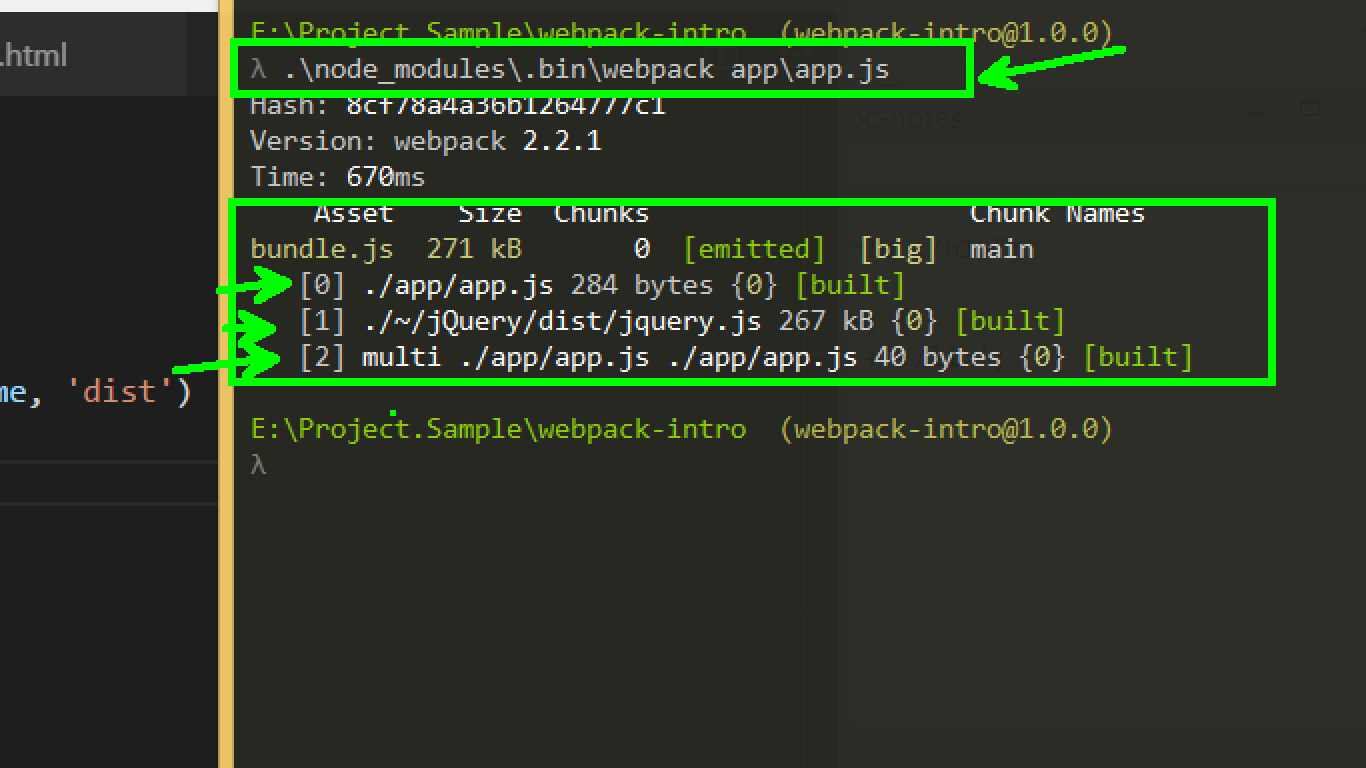 .html
me, 'dist')
E:\Project.Sample\webpack-intro (webpack-intro@1.0.0)
λ .\node_modules\.bin\webpack app\app.js
Hash: 8cf78a4a36b1264777c1
Version: webpack 2.2.1
Time: 670ms
Asset Size Chunks Chunk Names
bundle.js 271 kB 0 [emitted] [big] main
[0] ./app/app.js 284 bytes {0} [built]
[1] ./~/jQuery/dist/jquery.js 267 kB {0} [built]
[2] multi ./app/app.js ./app/app.js 40 bytes {0} [built]
E:\Project.Sample\webpack-intro (webpack-intro@1.0.0)
λ